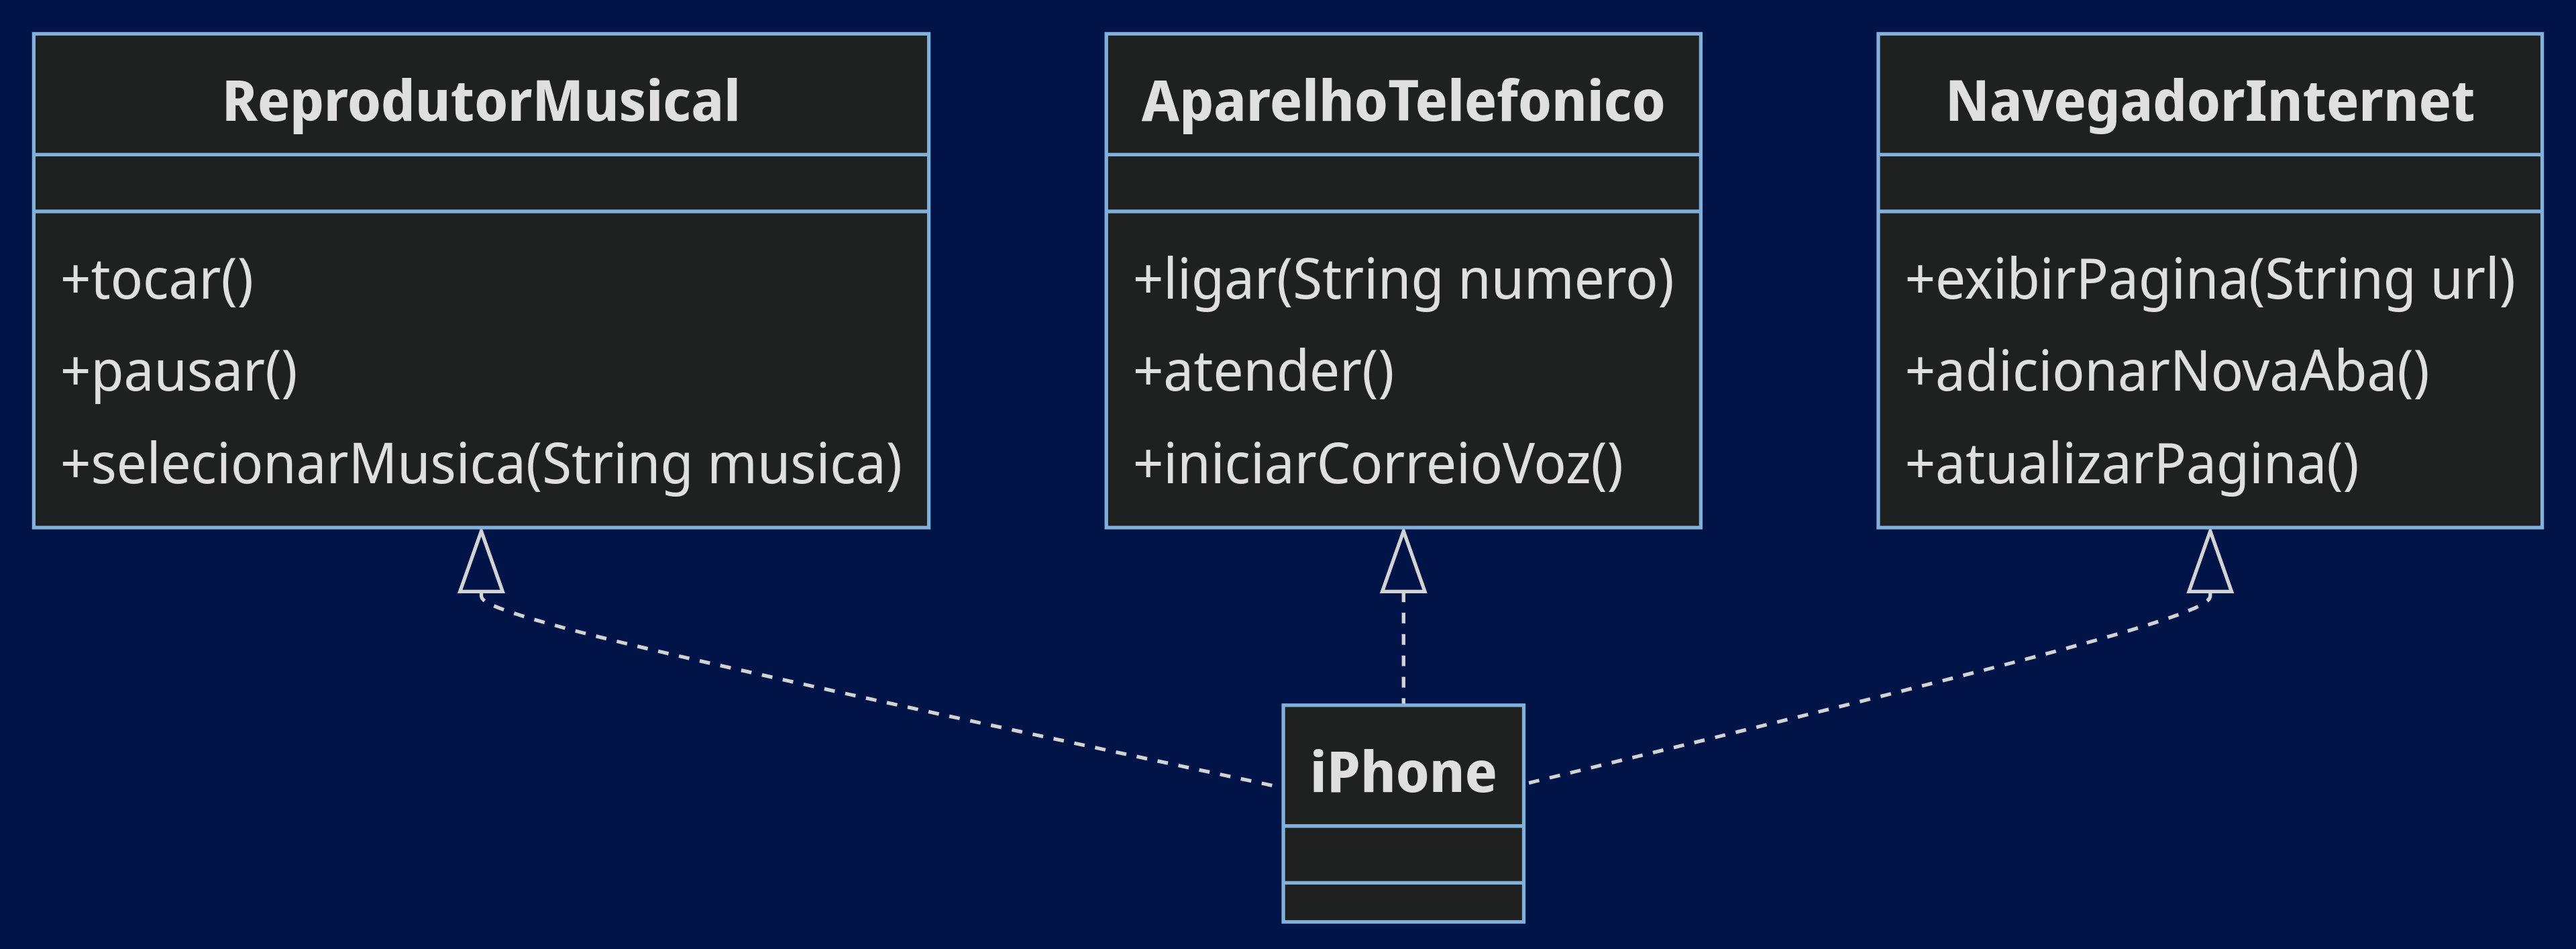 ReprodutorMusical
+tocar()
+pausar()
+selecionarMusica(String musica)
AparelhoTelefonico
+ligar(String numero)
+atender()
+iniciarCorreioVoz()
NavegadorInternet
+exibirPagina(String url)
+adicionarNovaAba()
+atualizarPagina()
iPhone